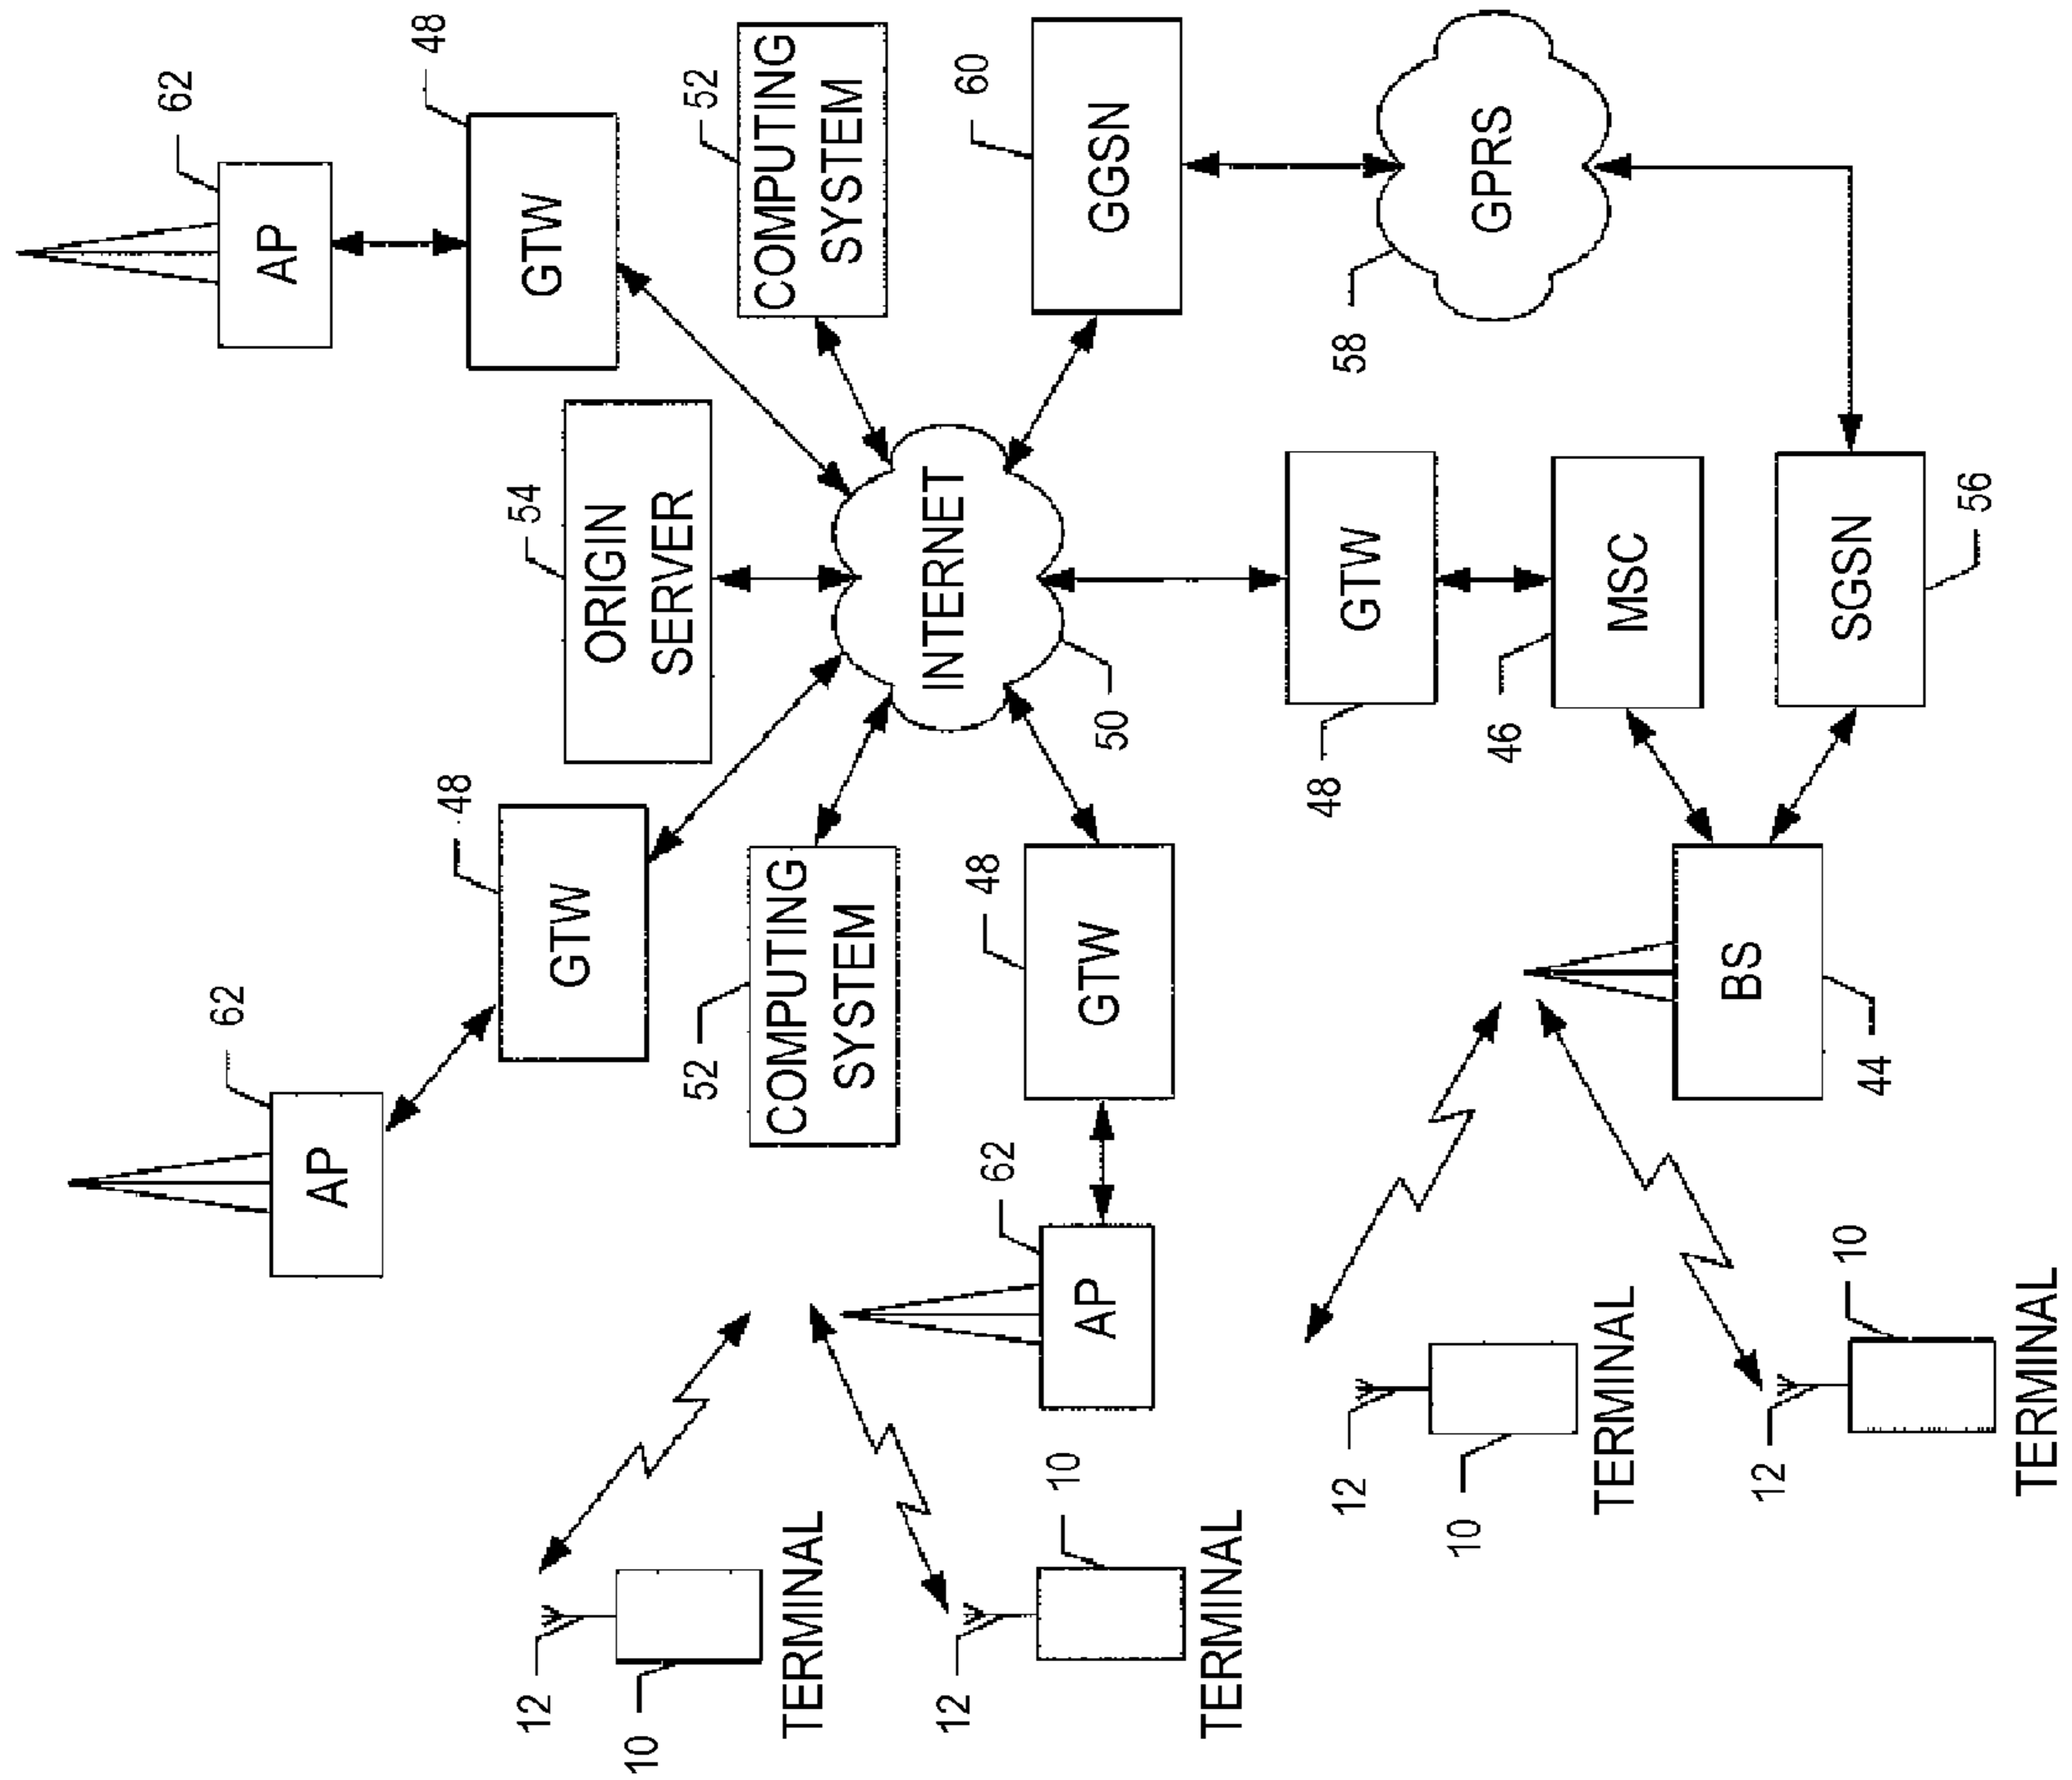 62
62
AP
AP
48
48
54
12
GTW
GTW
ORIGIN
SERVER
10
52
52
COMPUTING
SYSTEM
COMPUTING
SYSTEM
TERMINAL
12
INTERNET
60
48
62
10
AP
GTW
50
GGSN
TERMINAL
48
12
58
GTW
10
GPRS
46
TERMINAL
MSC
BS
12
10
SGSN
44
56
TERMINAL